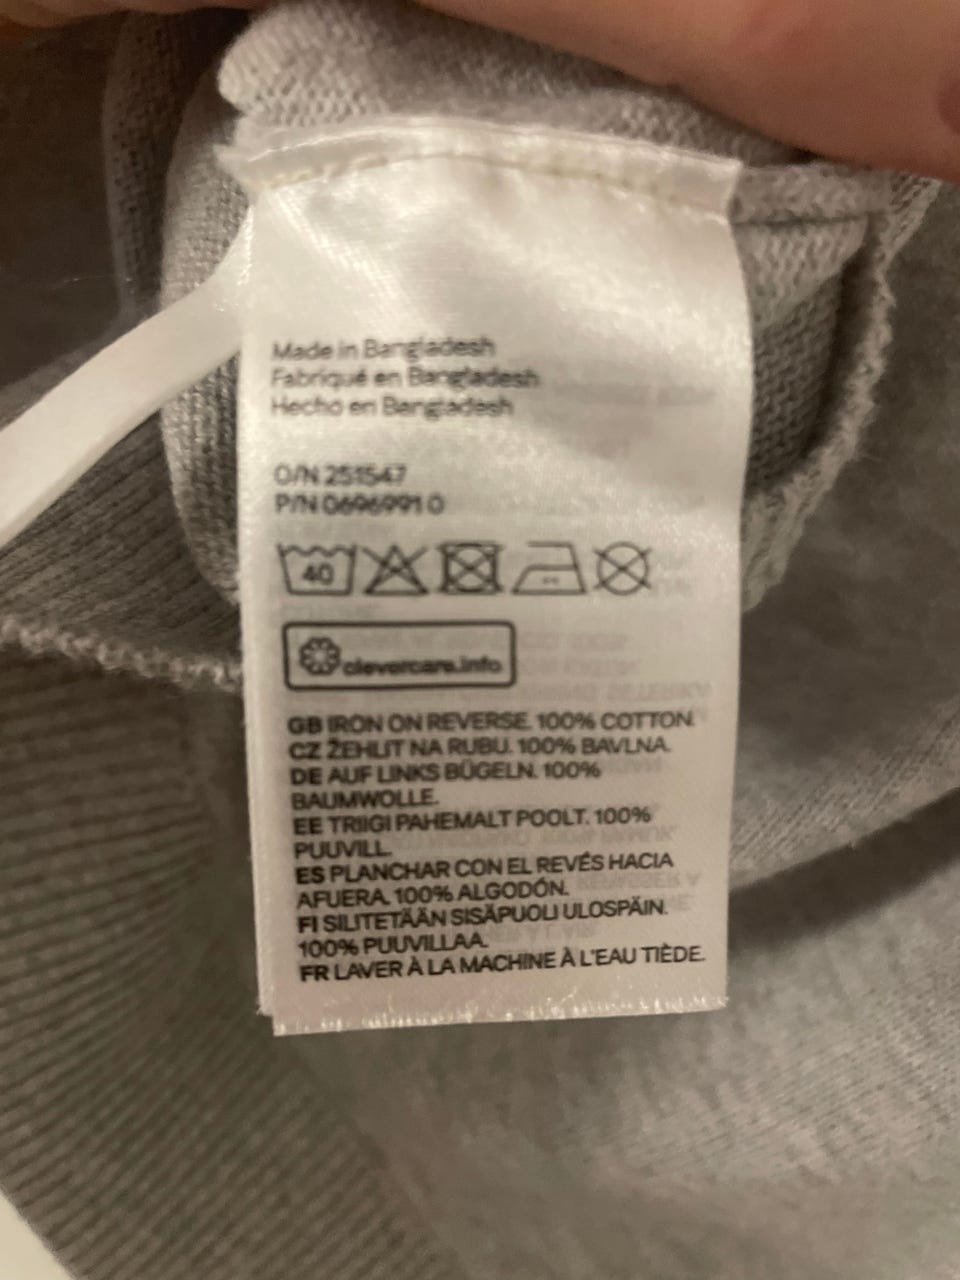 Made in Bangladesh
Fabriqué en Bangladesh
Hecho en Bangladesh
O/N 251547
P/N 0696991 0
40
clevercare.info
GB IRON ON REVERSE. 100% COTTON.
CZ ŽEHLIT NA RUBU. 100% BAVLNA.
DE AUF LINKS BÜGELN. 100%
BAUMWOLLE.
EE TRIIGI PAHEMALT POOLT. 100%
PUUVILL.
ES PLANCHAR CON EL REVÉS HACIA
AFUERA. 100% ALGODÓN.
FI SILITETÄÄN SISÄPUOLI ULOSPÄIN.
100% PUUVILLAA.
FR LAVER À LA MACHINE À L'EAU TIÈDE.